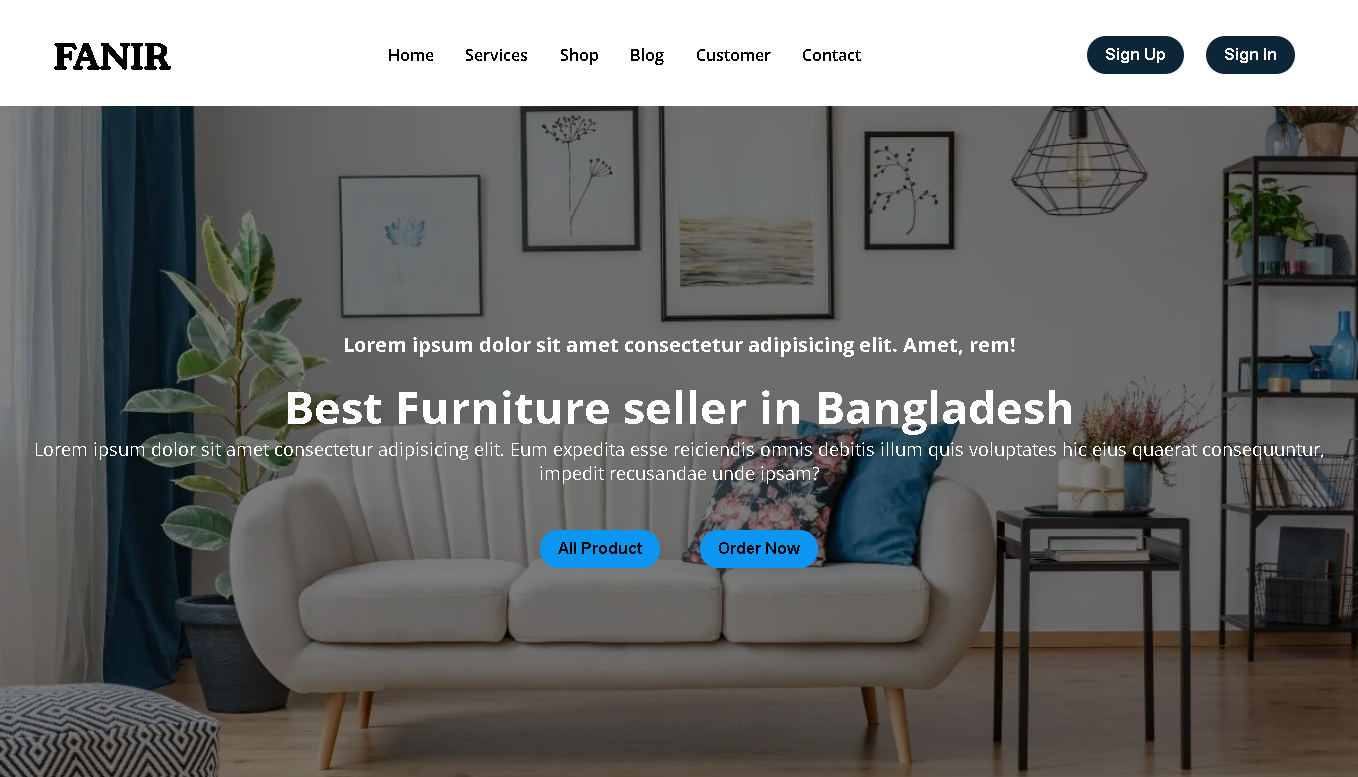 FANIR
Home Services Shop Blog Customer Contact
Sign Up Sign In
Lorem ipsum dolor sit amet consectetur adipisicing elit. Amet, rem!
Best Furniture seller in Bangladesh
Lorem ipsum dolor sit amet consectetur adipisicing elit. Eum expedita esse reiciendis omnis debitis illum quis voluptates hic eius quaerat consequuntur,
impedit recusandae unde ipsam?
All Product Order Now